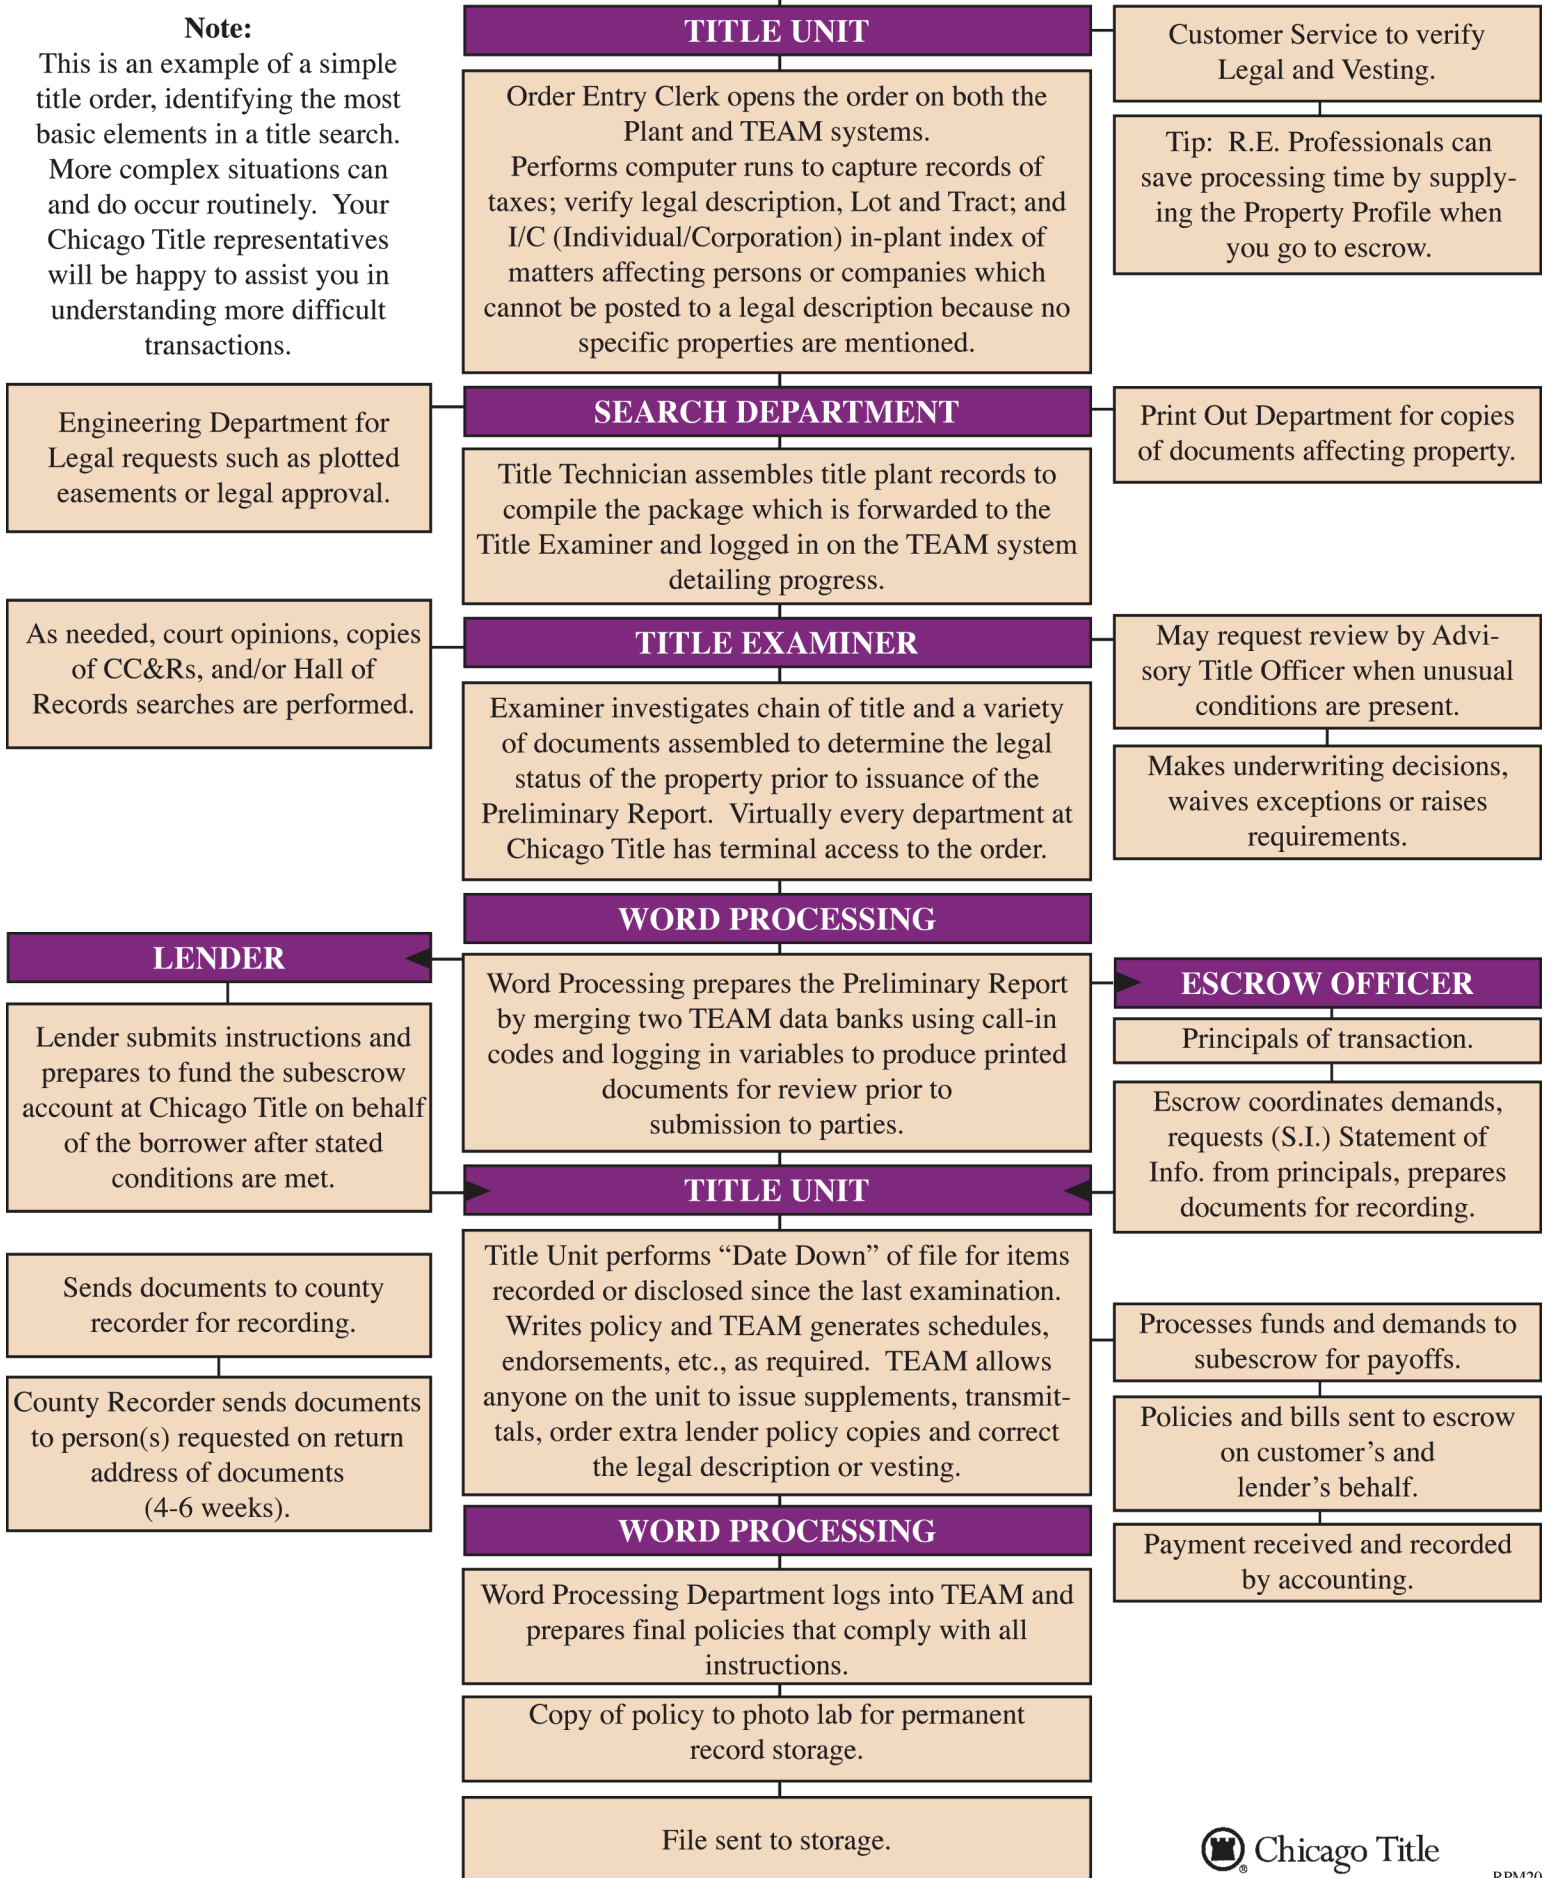 Note:
This is an example of a simple
title order, identifying the most
basic elements in a title search.
More complex situations can
and do occur routinely.  Your
Chicago Title representatives
will be happy to assist you in
understanding more difficult
transactions.
TITLE UNIT
Order Entry Clerk opens the order on both the
Plant and TEAM systems.
Performs computer runs to capture records of
taxes; verify legal description, Lot and Tract; and
I/C (Individual/Corporation) in-plant index of
matters affecting persons or companies which
cannot be posted to a legal description because no
specific properties are mentioned.
Customer Service to verify
Legal and Vesting.
Tip:  R.E. Professionals can
save processing time by supply-
ing the Property Profile when
you go to escrow.
Engineering Department for
Legal requests such as plotted
easements or legal approval.
SEARCH DEPARTMENT
Title Technician assembles title plant records to
compile the package which is forwarded to the
Title Examiner and logged in on the TEAM system
detailing progress.
Print Out Department for copies
of documents affecting property.
As needed, court opinions, copies
of CC&Rs, and/or Hall of
Records searches are performed.
TITLE EXAMINER
Examiner investigates chain of title and a variety
of documents assembled to determine the legal
status of the property prior to issuance of the
Preliminary Report.  Virtually every department at
Chicago Title has terminal access to the order.
May request review by Advi-
sory Title Officer when unusual
conditions are present.
Makes underwriting decisions,
waives exceptions or raises
requirements.
WORD PROCESSING
Word Processing prepares the Preliminary Report
by merging two TEAM data banks using call-in
codes and logging in variables to produce printed
documents for review prior to
submission to parties.
LENDER
Lender submits instructions and
prepares to fund the subescrow
account at Chicago Title on behalf
of the borrower after stated
conditions are met.
ESCROW OFFICER
Principals of transaction.
Escrow coordinates demands,
requests (S.I.) Statement of
Info. from principals, prepares
documents for recording.
TITLE UNIT
Title Unit performs “Date Down” of file for items
recorded or disclosed since the last examination.
Writes policy and TEAM generates schedules,
endorsements, etc., as required.  TEAM allows
anyone on the unit to issue supplements, transmit-
tals, order extra lender policy copies and correct
the legal description or vesting.
Sends documents to county
recorder for recording.
County Recorder sends documents
to person(s) requested on return
address of documents
(4-6 weeks).
Processes funds and demands to
subescrow for payoffs.
Policies and bills sent to escrow
on customer’s and
lender’s behalf.
Payment received and recorded
by accounting.
WORD PROCESSING
Word Processing Department logs into TEAM and
prepares final policies that comply with all
instructions.
Copy of policy to photo lab for permanent
record storage.
File sent to storage.
® Chicago Title
RPM20